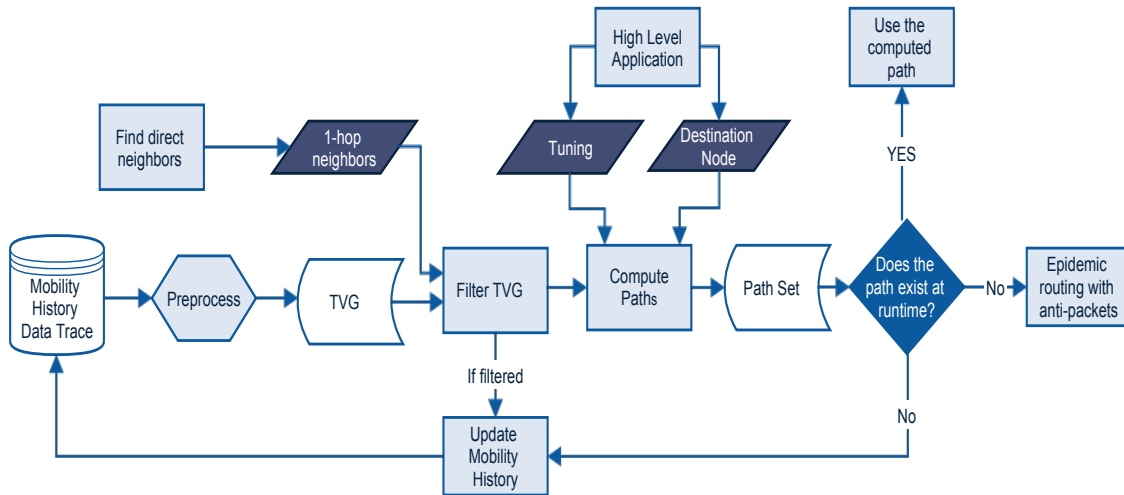 High Level
Application
Use the
computed
path
Find direct
neighbors
1-hop
neighbors
Tuning
Destination
Node
YES
Mobility
History
Data Trace
Preprocess
TVG
Filter TVG
Compute
Paths
Path Set
Does the
path exist at
runtime?
No
Epidemic
routing with
anti-packets
If filtered
No
Update
Mobility
History